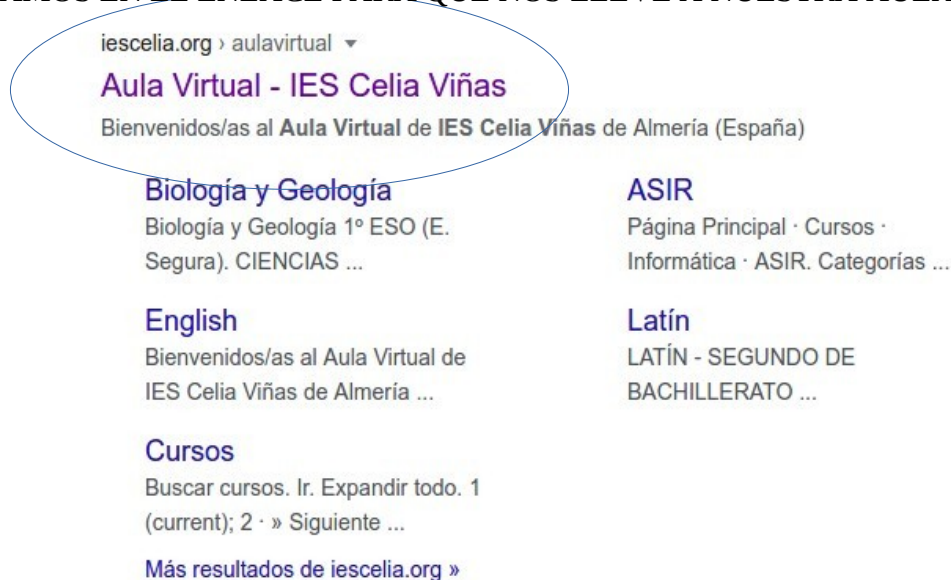 iescelia.org › aulavirtual
Aula Virtual - IES Celia Viñas
Bienvenidos/as al Aula Virtual de IES Celia Viñas de Almería (España)
Biología y Geología
Biología y Geología 1º ESO (E.
Segura). CIENCIAS ...
ASIR
Página Principal · Cursos ·
Informática · ASIR. Categorías ...
English
Bienvenidos/as al Aula Virtual de
IES Celia Viñas de Almería ...
Latín
LATÍN - SEGUNDO DE
BACHILLERATO ...
Cursos
Buscar cursos. Ir. Expandir todo. 1
(current); 2 · » Siguiente ...
Más resultados de iescelia.org »